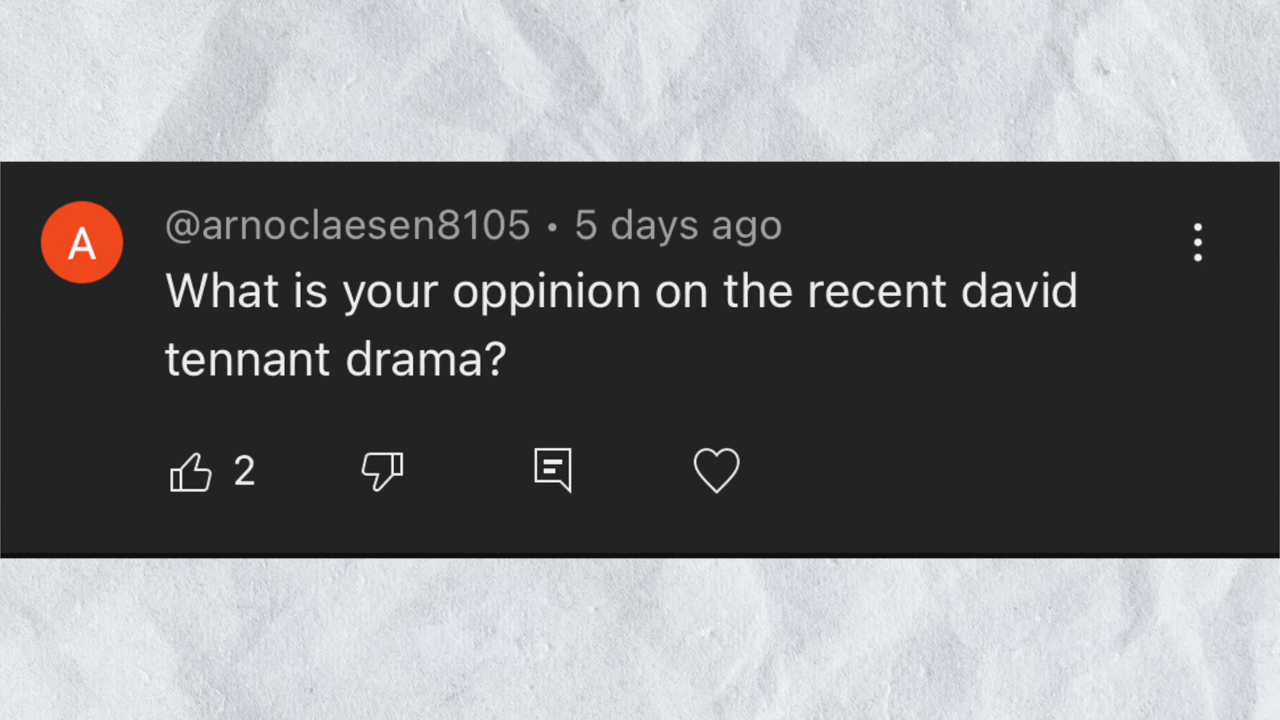 A
@arnoclaesen8105 • 5 days ago
What is your oppinion on the recent david
tennant drama?
2